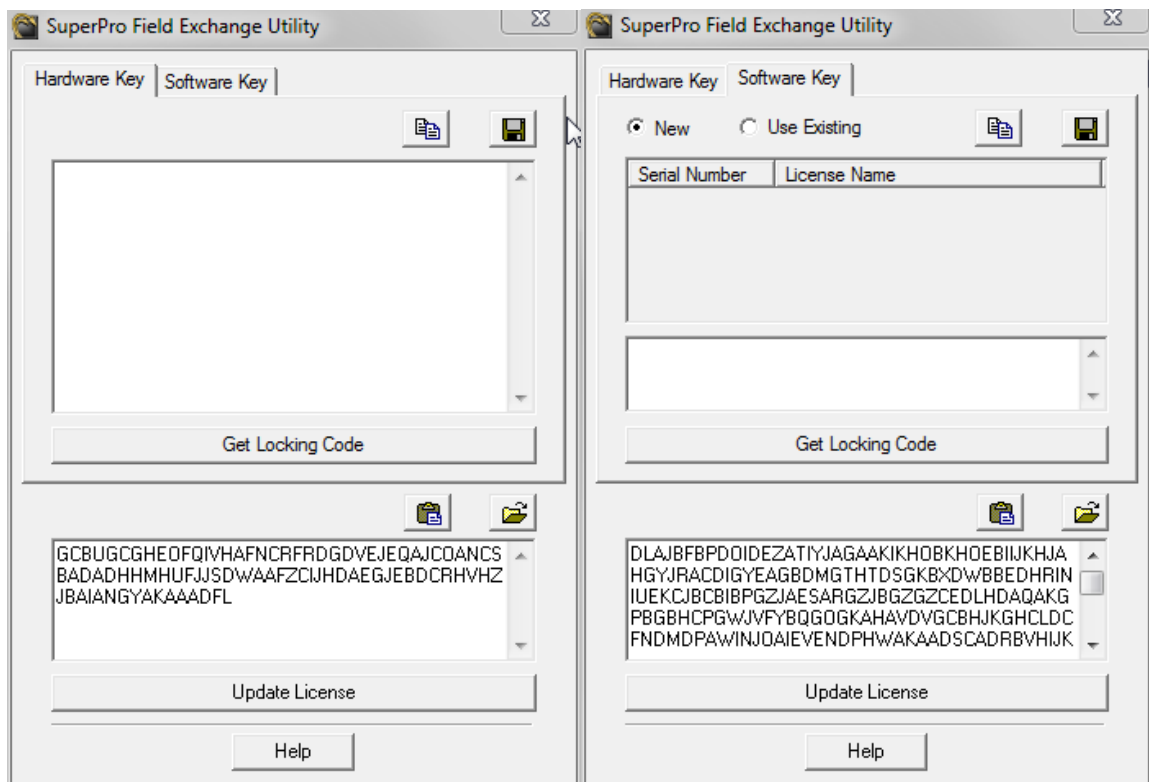 SuperPro Field Exchange Utility
Hardware Key
Software Key
Get Locking Code
GCBUGCGHEOFQIVHAFNCRFRDGDVEJEQAJCOANCS
BADADHHMHUFJJSDWAAFZCIJHDAEGJEBDCRHVHZ
JBAIANGYAKAAADFL
Update License
Help
SuperPro Field Exchange Utility
Hardware Key
Software Key
New
Use Existing
Serial Number
License Name
Get Locking Code
DLAJBFBPDOIDEZATIYJAGAAKIKHOBKHOEBIIJKHJA
HGYJRACDIGYEAGBDMGTHTDSGKBXDWBBEDHRIN
IUEKCJBCBIBPGZJAESARGZJBGZGZCEDLHDAQAKG
PBGBHCPGWJVFYBQGOGKAHAVDVGCBHJKGHCLDC
FNDMDPAWINJOAIEVENDPHWAKAADSCADRBVHIJK
Update License
Help